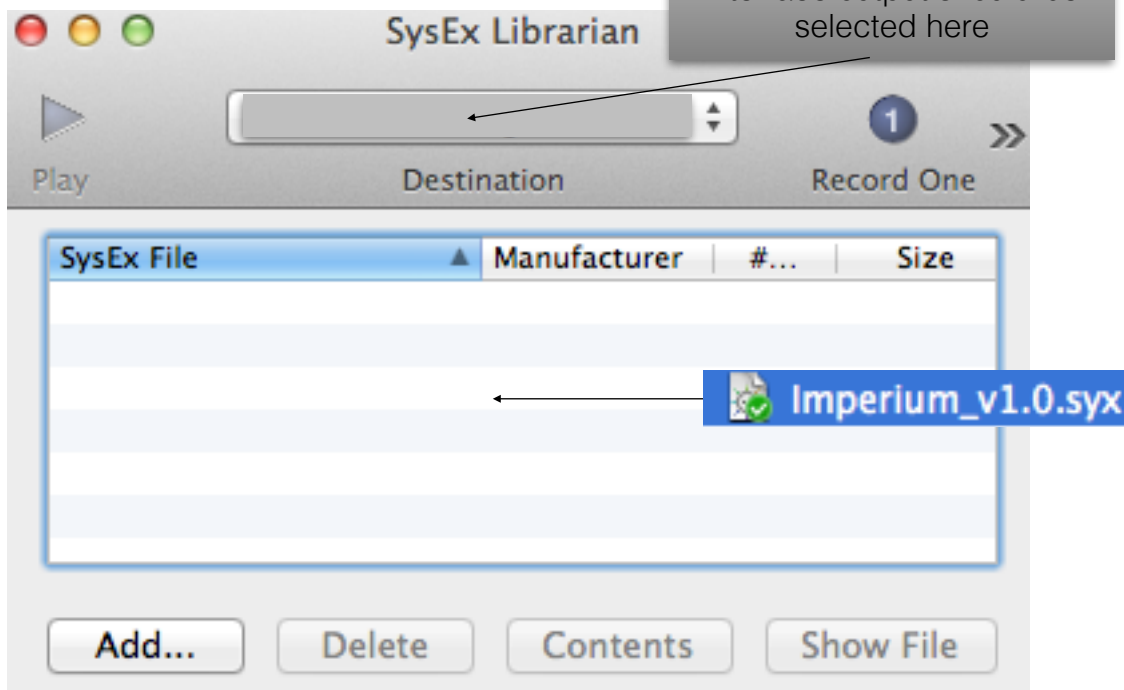 SysEx Librarian
selected here
1
Play
Destination
Record One
SysEx File
Manufacturer
#...
Size
Imperium_v1.0.syx
Add...
Delete
Contents
Show File